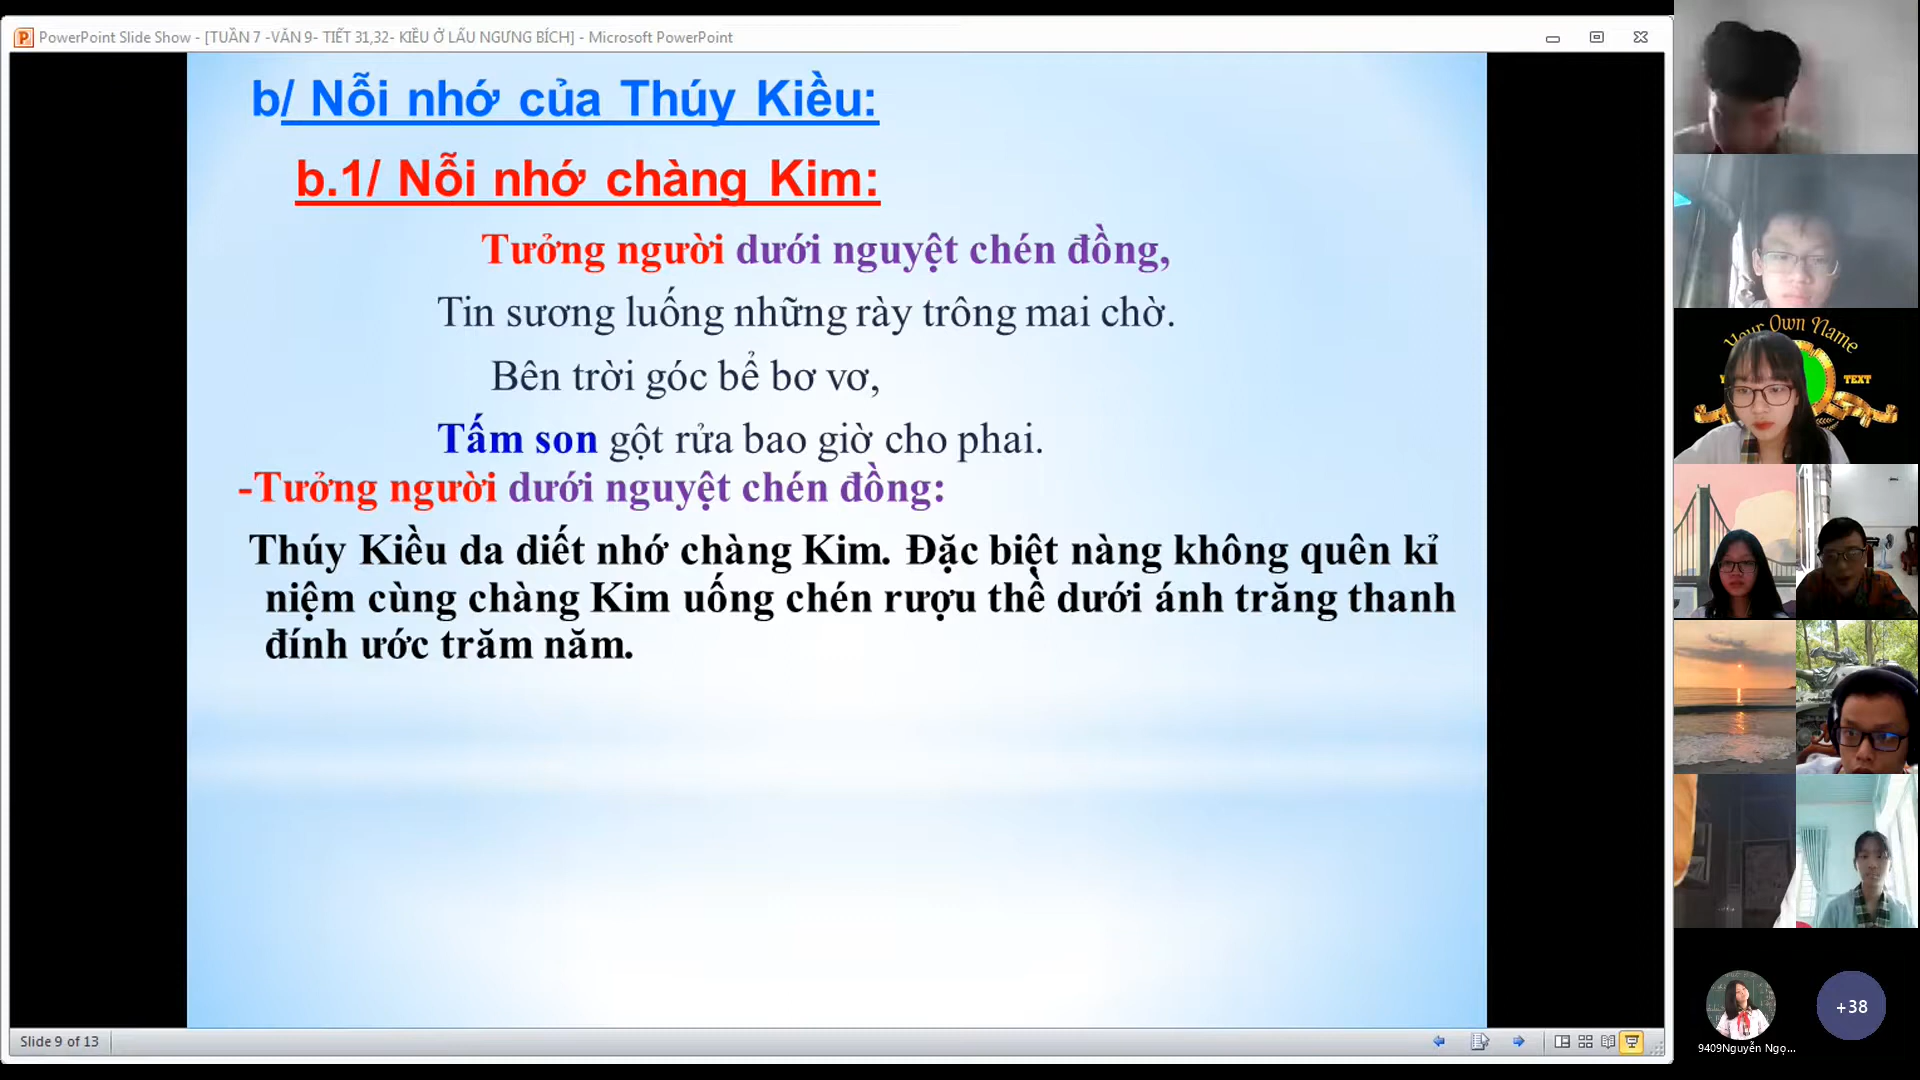 PowerPoint Slide Show - [TUẦN 7 -VĂN 9- TIẾT 31,32- KIỀU Ở LẦU NGƯNG BÍCH] - Microsoft PowerPoint
b/ Nỗi nhớ của Thúy Kiều:
b.1/ Nỗi nhớ chàng Kim:
Tưởng người dưới nguyệt chén đồng,
Tin sương luống những rày trông mai chờ.
Bên trời góc bể bơ vơ,
Tấm son gột rửa bao giờ cho phai.
-Tưởng người dưới nguyệt chén đồng:
Thúy Kiều da diết nhớ chàng Kim. Đặc biệt nàng không quên kỉ
niệm cùng chàng Kim uống chén rượu thề dưới ánh trăng thanh
đính ước trăm năm.
Slide 9 of 13
Your Own Name
TEXT
+38
9409Nguyễn Ngọ...